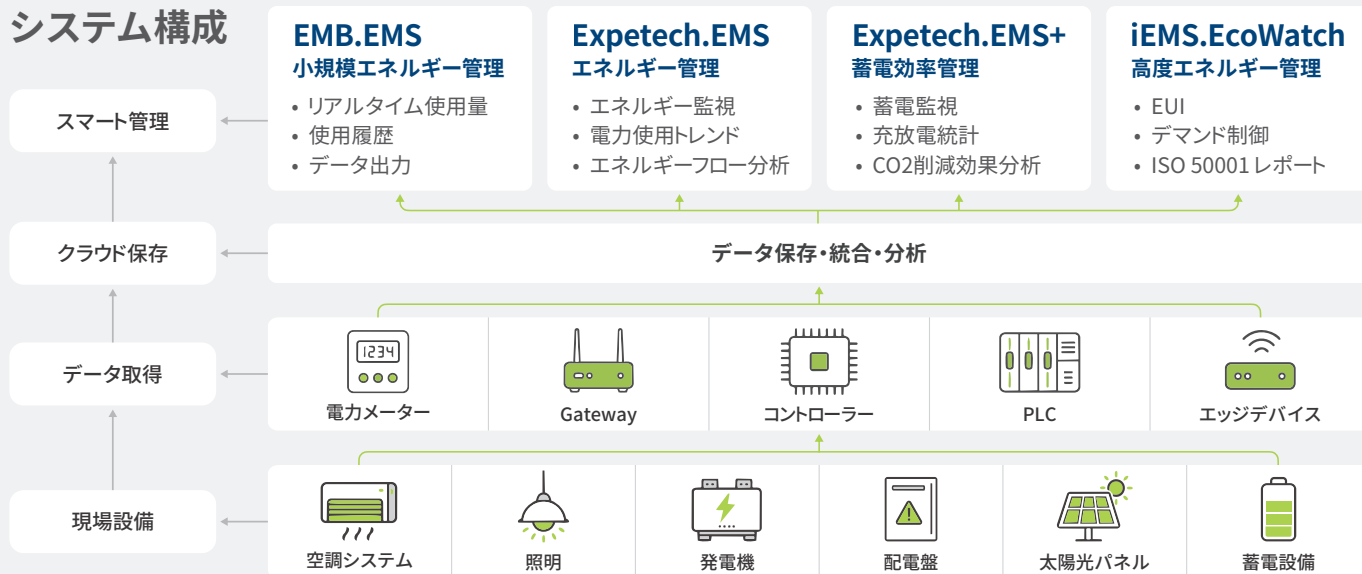 システム構成
EMB.EMS
小規模エネルギー管理
• リアルタイム使用量
• 使用履歴
• データ出力
Expetech.EMS
エネルギー管理
• エネルギー監視
• 電力使用トレンド
• エネルギーフロー分析
Expetech.EMS+
蓄電効率管理
• 蓄電監視
• 充放電統計
• CO2削減効果分析
iEMS.EcoWatch
高度エネルギー管理
• EUI
• デマンド制御
• ISO 50001 レポート
スマート管理
クラウド保存
データ保存・統合・分析
データ取得
1234
電力メーター
Gateway
コントローラー
PLC
エッジデバイス
現場設備
空調システム
照明
発電機
配電盤
太陽光パネル
蓄電設備